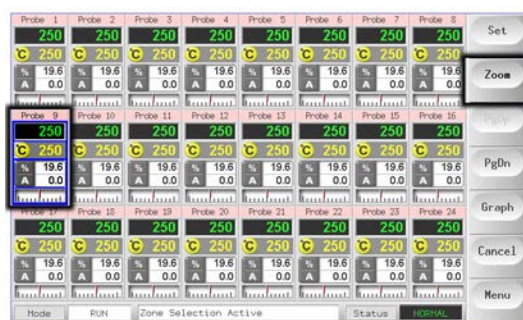 Probe 1 Probe 2 Probe 3 Probe 4 Probe 5 Probe 6 Probe 7 Probe 8
250 250 250 250 250 250 250 250
°C 250 °C 250 °C 250 °C 250 °C 250 °C 250 °C 250 °C 250
% 19.6 % 19.6 % 19.6 % 19.6 % 19.6 % 19.6 % 19.6 % 19.6
A 0.0 A 0.0 A 0.0 A 0.0 A 0.0 A 0.0 A 0.0 A 0.0
Probe 9 Probe 10 Probe 11 Probe 12 Probe 13 Probe 14 Probe 15 Probe 16
250 250 250 250 250 250 250 250
°C 250 °C 250 °C 250 °C 250 °C 250 °C 250 °C 250 °C 250
% 19.6 % 19.6 % 19.6 % 19.6 % 19.6 % 19.6 % 19.6 % 19.6
A 0.0 A 0.0 A 0.0 A 0.0 A 0.0 A 0.0 A 0.0 A 0.0
Probe 17 Probe 18 Probe 19 Probe 20 Probe 21 Probe 22 Probe 23 Probe 24
250 250 250 250 250 250 250 250
°C 250 °C 250 °C 250 °C 250 °C 250 °C 250 °C 250 °C 250
% 19.6 % 19.6 % 19.6 % 19.6 % 19.6 % 19.6 % 19.6 % 19.6
A 0.0 A 0.0 A 0.0 A 0.0 A 0.0 A 0.0 A 0.0 A 0.0
Mode RUN Zone Selection Active Status NORMAL
Set
Zoom
PgUp
PgDn
Graph
Cancel
Menu